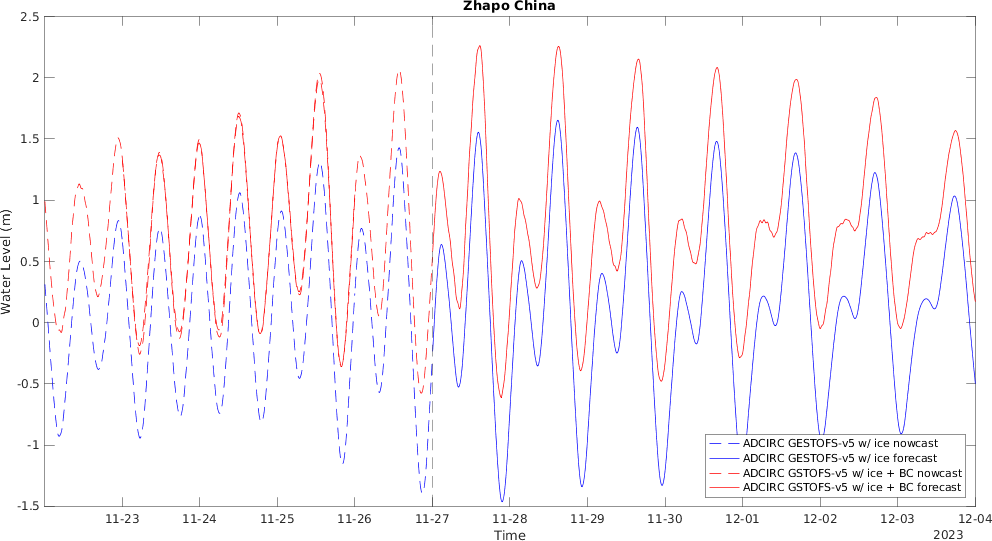 Zhapo China
2.5
2
1.5
1
0.5
0
-0.5
-1
-1.5
Water Level (m)
ADCIRC GESTOFS-v5 w/ ice nowcast
ADCIRC GESTOFS-v5 w/ ice forecast
ADCIRC GSTOFS-v5 w/ ice + BC nowcast
ADCIRC GSTOFS-v5 w/ ice + BC forecast
11-23 11-24 11-25 11-26 11-27 11-28 11-29 11-30 12-01 12-02 12-03 12-04
Time
2023